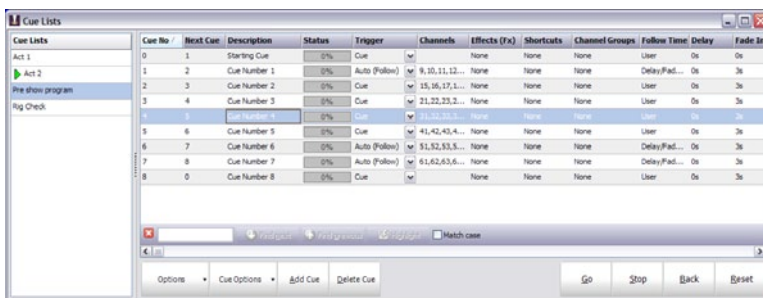 Cue Lists
Cue Lists
Act 1
Act 2
Pre show program
Rig Check
Cue No / Next Cue Description Status Trigger Channels Effects (Fx) Shortcuts Channel Groups Follow Time Delay Fade In
0 1 Starting Cue 0% Cue None None None User 0s 0s
1 2 Cue Number 1 0% Auto (Follow) 9,10,11,12... None None None Delay/Fad... 0s 3s
2 3 Cue Number 2 0% Cue 15,16,17,1... None None None User 0s 3s
3 4 Cue Number 3 0% Cue 21,22,23,2... None None None User 0s 3s
4 5 Cue Number 4 0% Cue 31,32,33,3... None None None User 0s 3s
5 6 Cue Number 5 0% Cue 41,42,43,4... None None None User 0s 3s
6 7 Cue Number 6 0% Auto (Follow) 51,52,53,5... None None None Delay/Fad... 0s 3s
7 8 Cue Number 7 0% Auto (Follow) 61,62,63,6... None None None Delay/Fad... 0s 3s
8 0 Cue Number 8 0% Cue None None None User 0s 3s
Find next Find previous Highlight Match case
Options Cue Options Add Cue Delete Cue Go Stop Back Reset